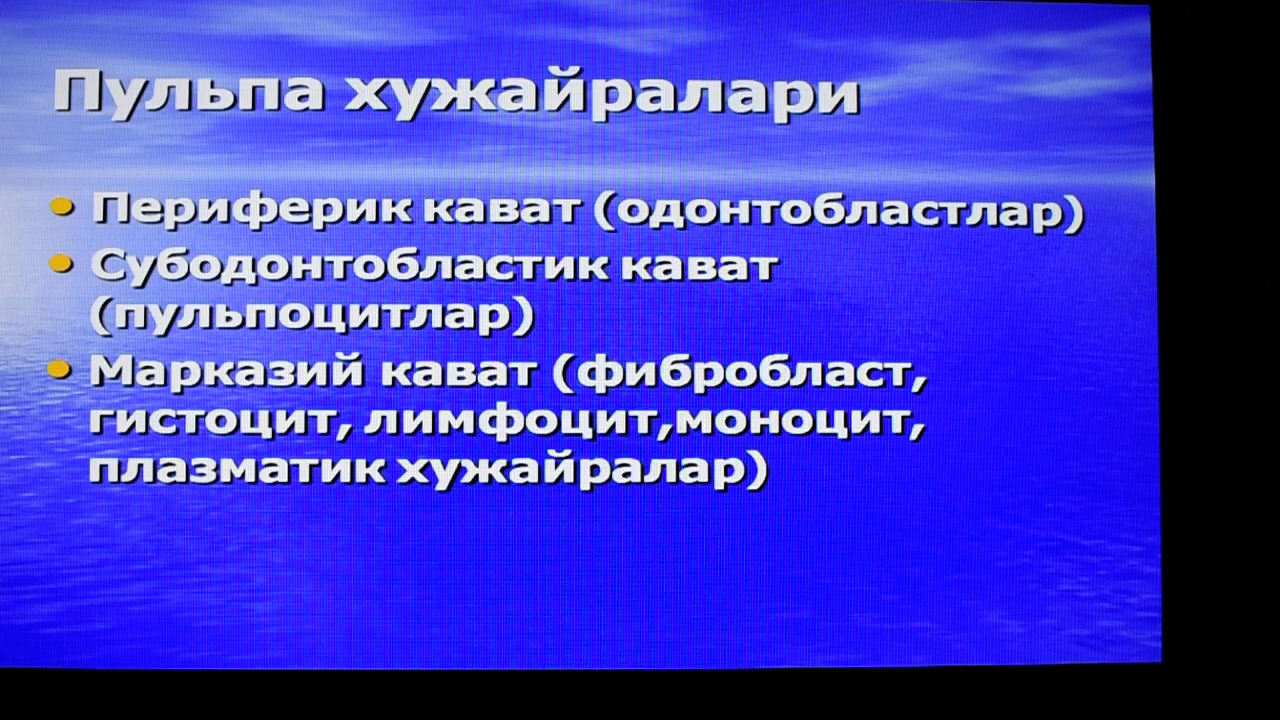 Пульпа хужайралари
• Периферик кават (одонтобластлар)
• Субодонтобластик кават
(пульпоцитлар)
• Марказий кават (фибробласт,
гистоцит, лимфоцит,моноцит,
плазматик хужайралар)